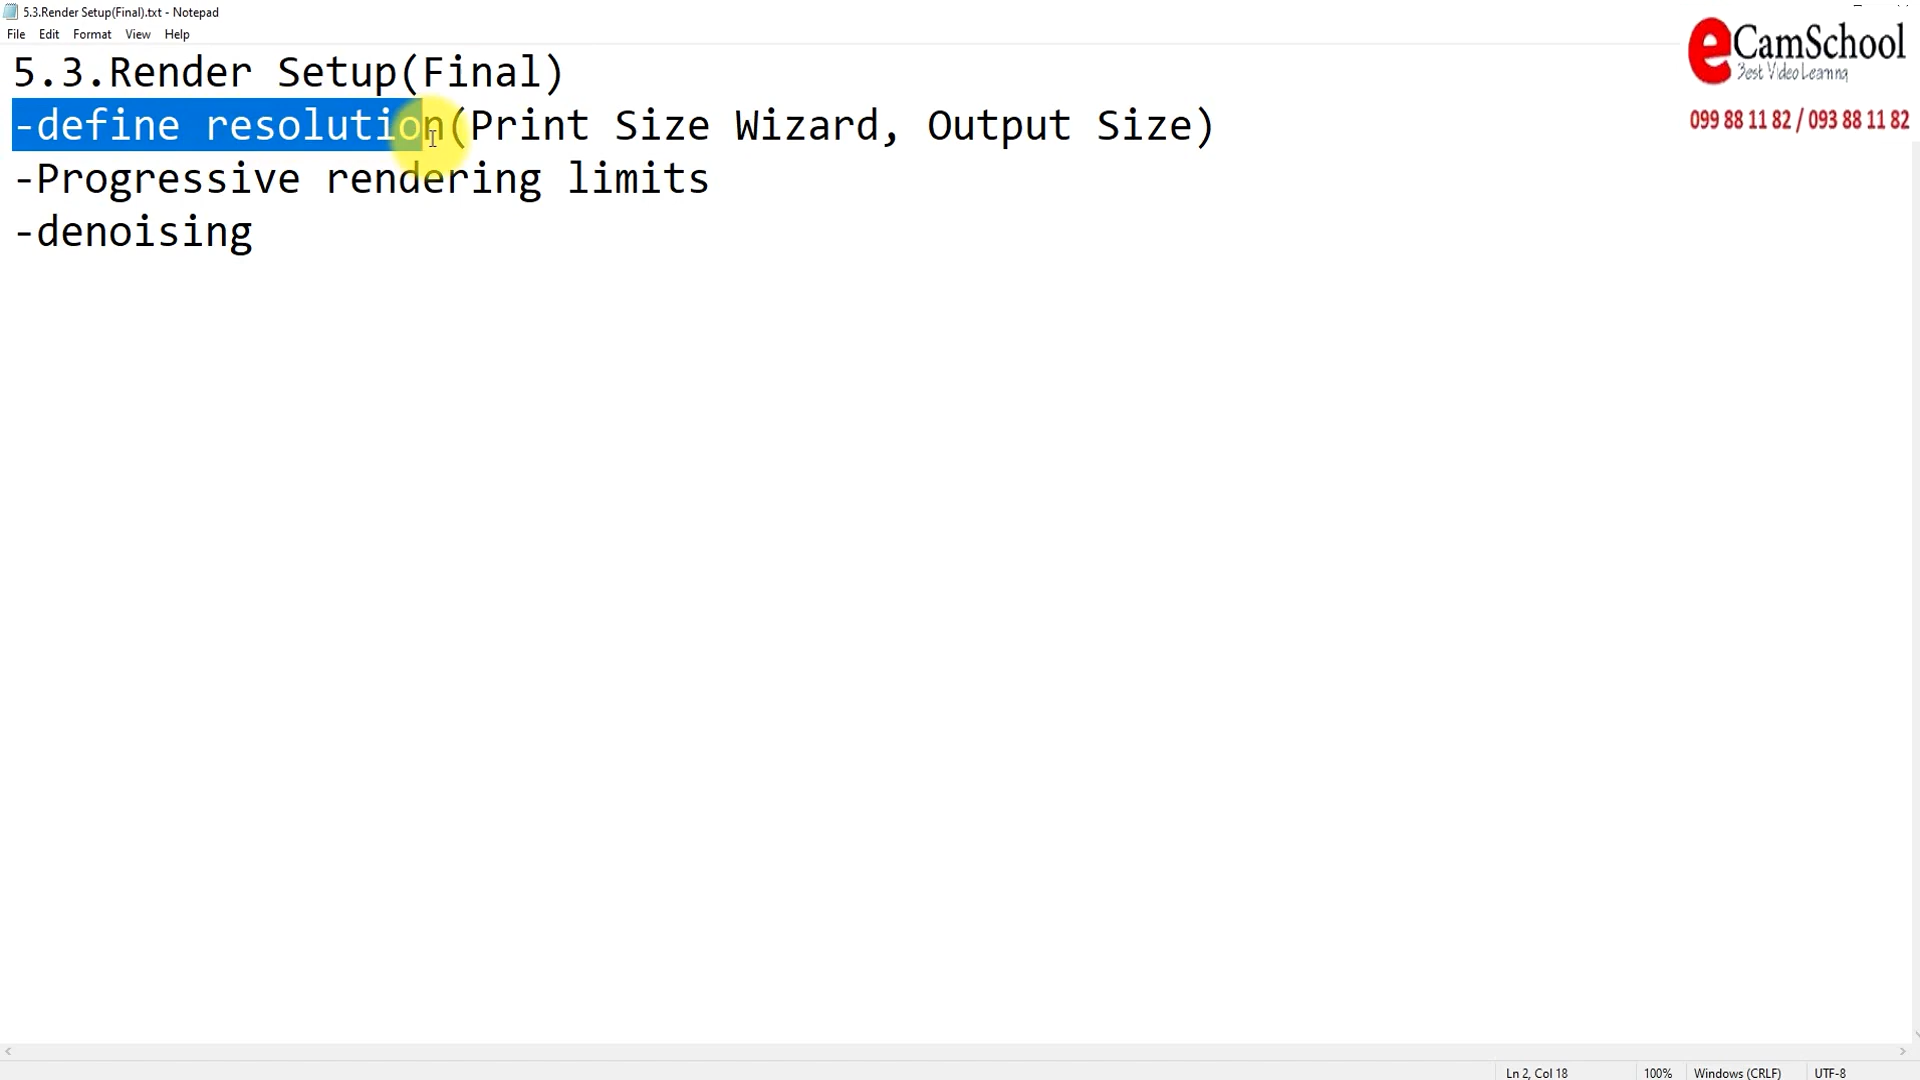 5.3.Render Setup(Final).txt - Notepad
File Edit Format View Help
eCamSchool
Best Video Learning
099 88 11 82 / 093 88 11 82
5.3.Render Setup(Final)
-define resolution(Print Size Wizard, Output Size)
-Progressive rendering limits
-denoising
Ln 2, Col 18 100% Windows (CRLF) UTF-8